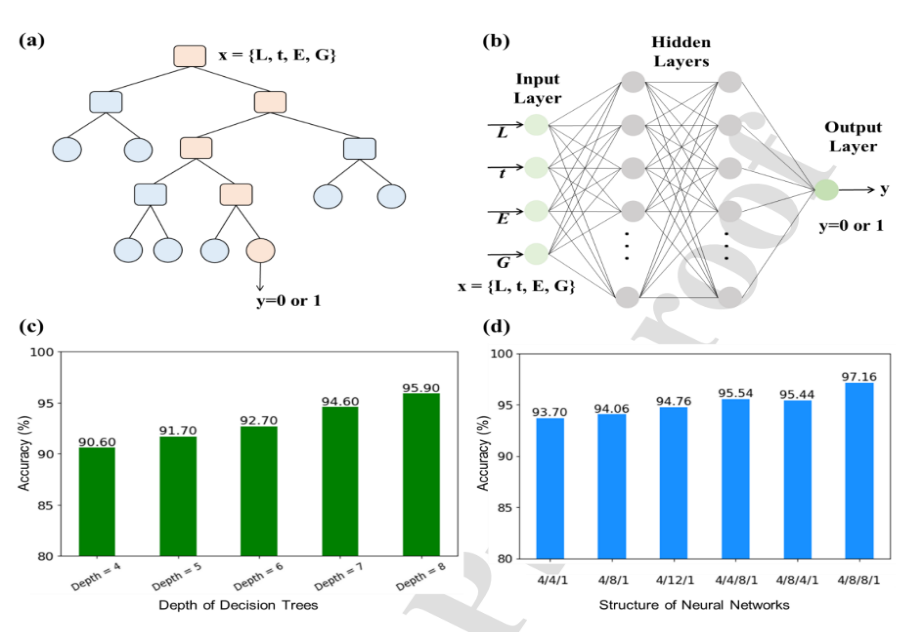 (a)
x = {L, t, E, G}
y=0 or 1
(b)
Hidden
Layers
Input
Layer
Output
Layer
L
t
E
G
y
y=0 or 1
x = {L, t, E, G}
(c)
100
95
90
85
80
Accuracy (%)
90.60
91.70
92.70
94.60
95.90
Depth = 4
Depth = 5
Depth = 6
Depth = 7
Depth = 8
Depth of Decision Trees
(d)
100
95
90
85
80
Accuracy (%)
93.70
94.06
94.76
95.54
95.44
97.16
4/4/1
4/8/1
4/12/1
4/4/8/1
4/8/4/1
4/8/8/1
Structure of Neural Networks